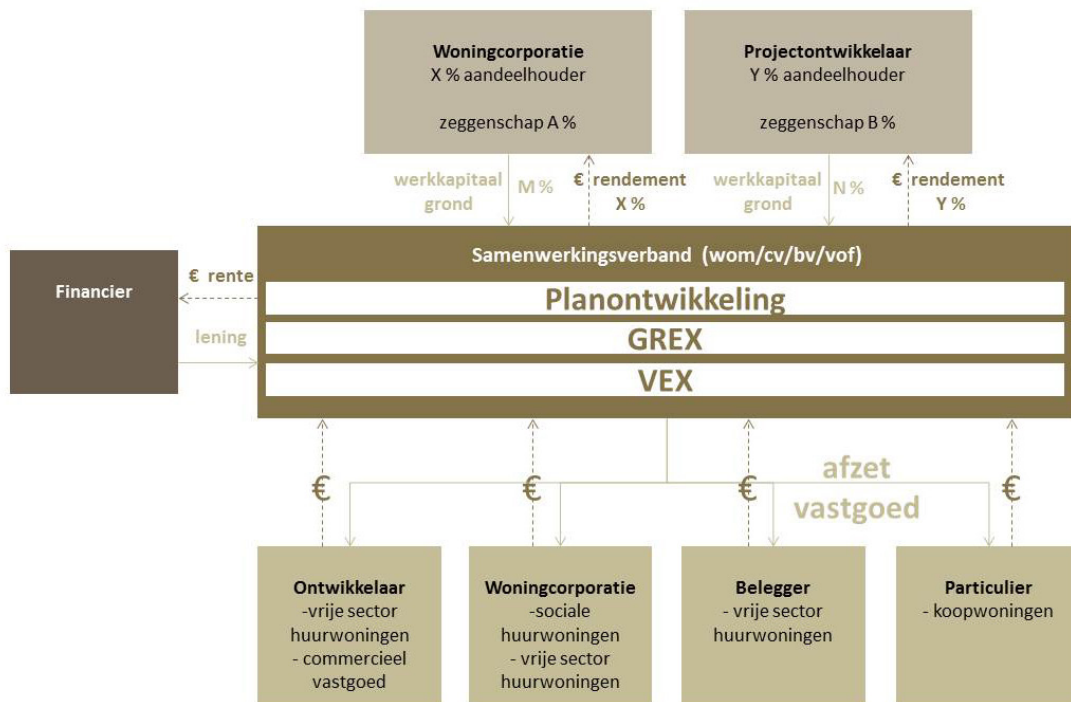 Woningcorporatie
X % aandeelhouder
zeggenschap A %
Projectontwikkelaar
Y % aandeelhouder
zeggenschap B %
werkkapitaal
grond
M %
€ rendement
X %
werkkapitaal
grond
N %
€ rendement
Y %
Financier
€ rente
lening
Samenwerkingsverband (wom/cv/bv/vof)
Planontwikkeling
GREX
VEX
€
€
€
€
afzet
vastgoed
Ontwikkelaar
-vrije sector
huurwoningen
- commercieel
vastgoed
Woningcorporatie
-sociale
huurwoningen
- vrije sector
huurwoningen
Belegger
- vrije sector
huurwoningen
Particulier
- koopwoningen